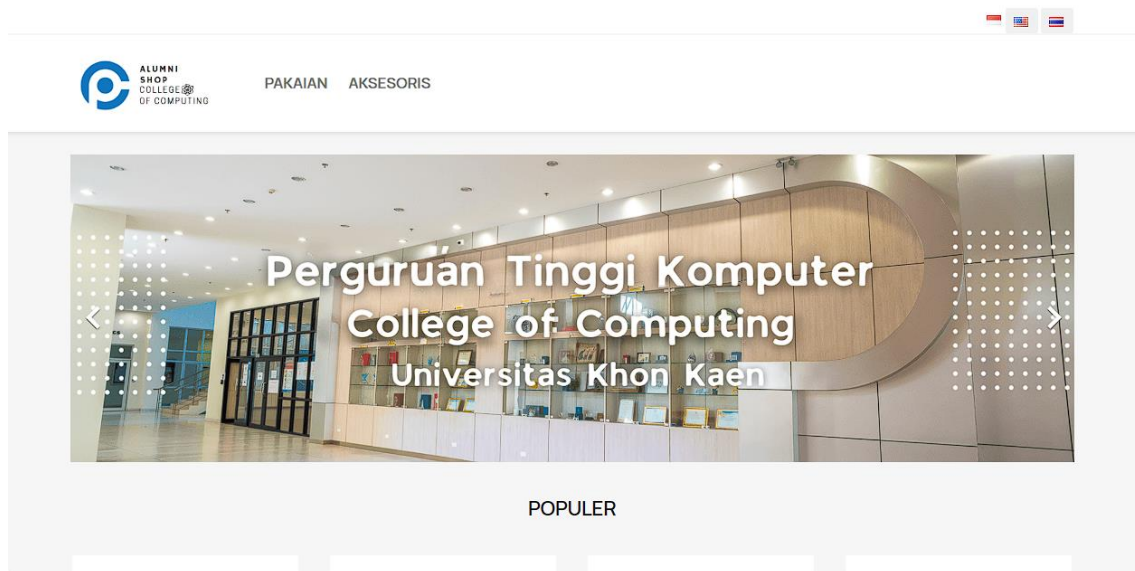 ALUMNI
SHOP
COLLEGE
OF COMPUTING
PAKAIAN AKSESORIS
Perguruan Tinggi Komputer
College of Computing
Universitas Khon Kaen
POPULER